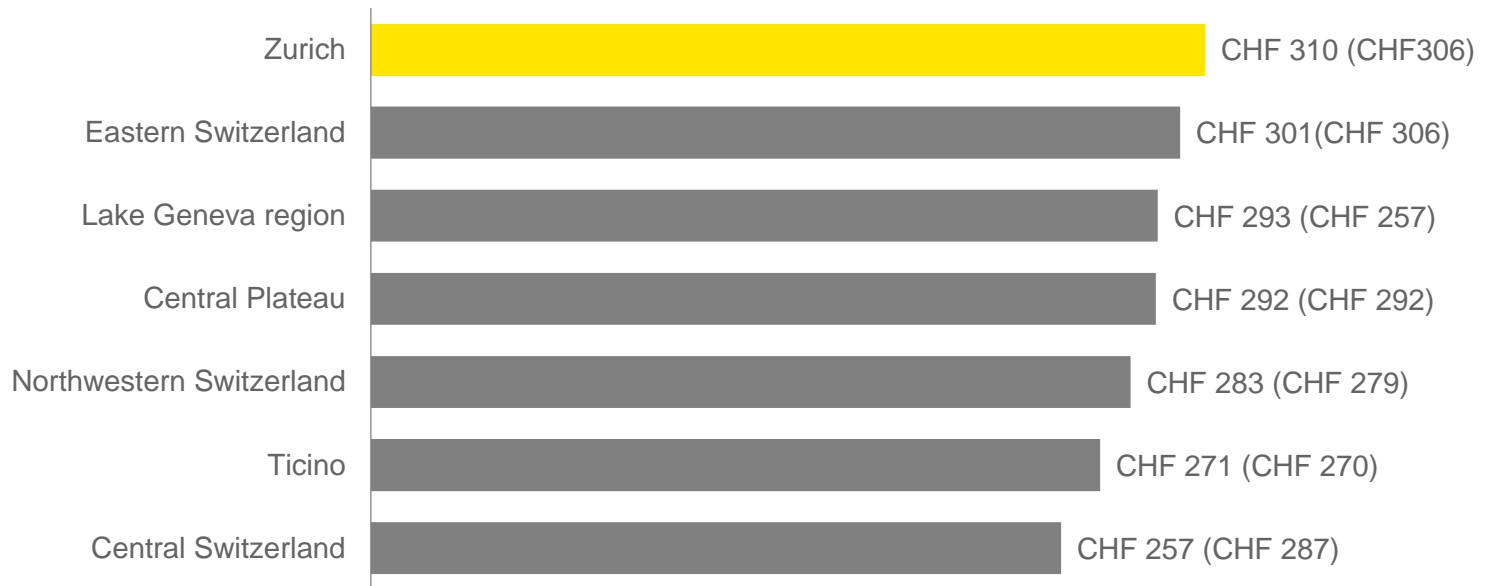 Zurich CHF 310 (CHF306)
Eastern Switzerland CHF 301(CHF 306)
Lake Geneva region CHF 293 (CHF 257)
Central Plateau CHF 292 (CHF 292)
Northwestern Switzerland CHF 283 (CHF 279)
Ticino CHF 271 (CHF 270)
Central Switzerland CHF 257 (CHF 287)